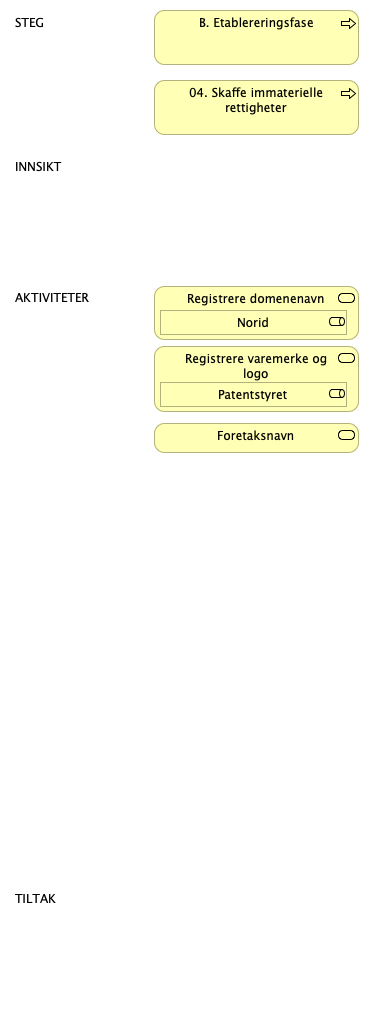 STEG
B. Etablereringsfase
04. Skaffe immaterielle
rettigheter
INNSIKT
AKTIVITETER
Registrere domenenavn
Norid
Registrere varemerke og
logo
Patentstyret
Foretaksnavn
TILTAK